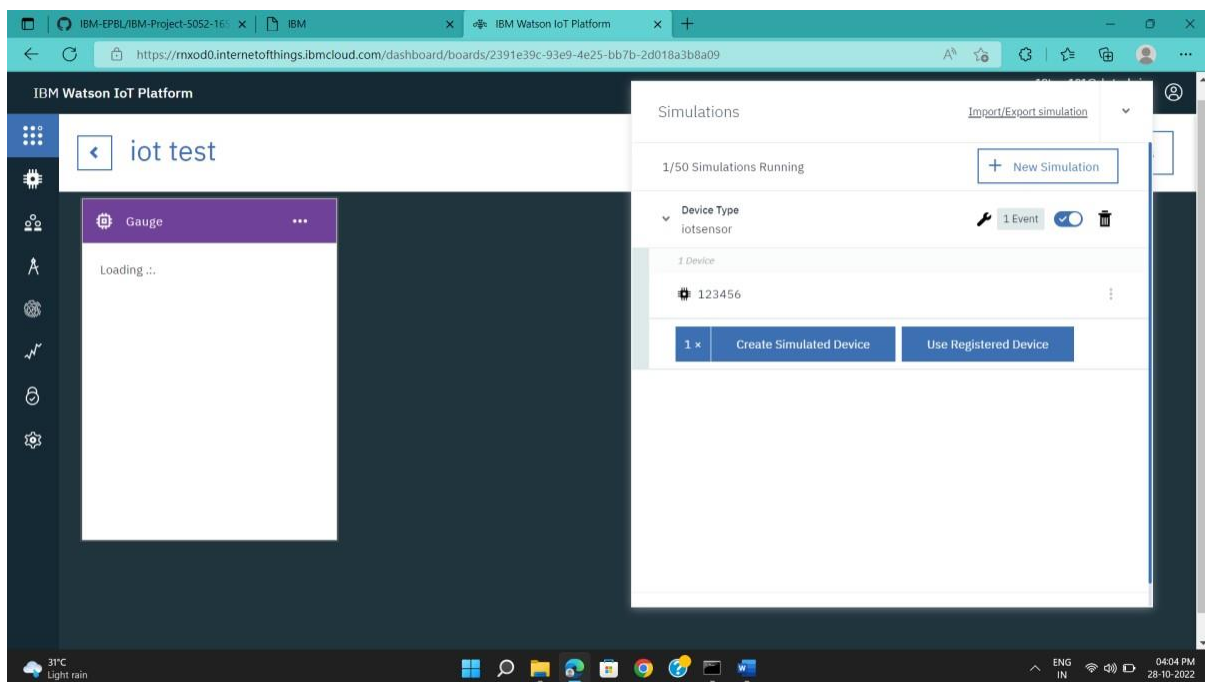 IBM-EPBL/IBM-Project-5052-165
IBM
IBM Watson IoT Platform
https://rnxod0.internetofthings.ibmcloud.com/dashboard/boards/2391e39c-93e9-4e25-bb7b-2d018a3b8a09
IBM Watson IoT Platform
iot test
Gauge
Loading .:.
Simulations
Import/Export simulation
1/50 Simulations Running
+ New Simulation
Device Type
iotsensor
1 Event
1 Device
123456
1 × Create Simulated Device
Use Registered Device
31°C
Light rain
ENG
IN
04:04 PM
28-10-2022